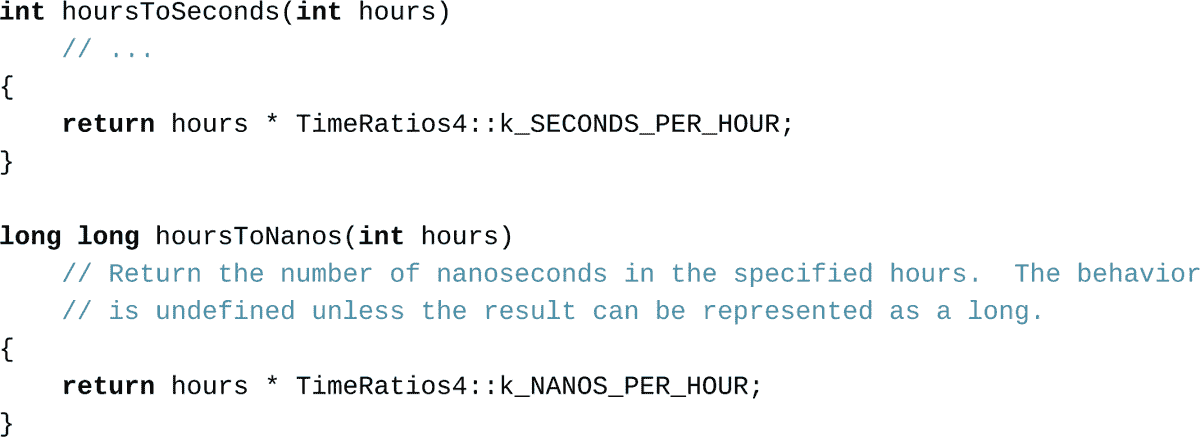 int hoursToSeconds(int hours)
    // ...
{
    return hours * TimeRatios4::k_SECONDS_PER_HOUR;
}

long long hoursToNanos(int hours)
    // Return the number of nanoseconds in the specified hours.  The behavior
    // is undefined unless the result can be represented as a long.
{
    return hours * TimeRatios4::k_NANOS_PER_HOUR;
}